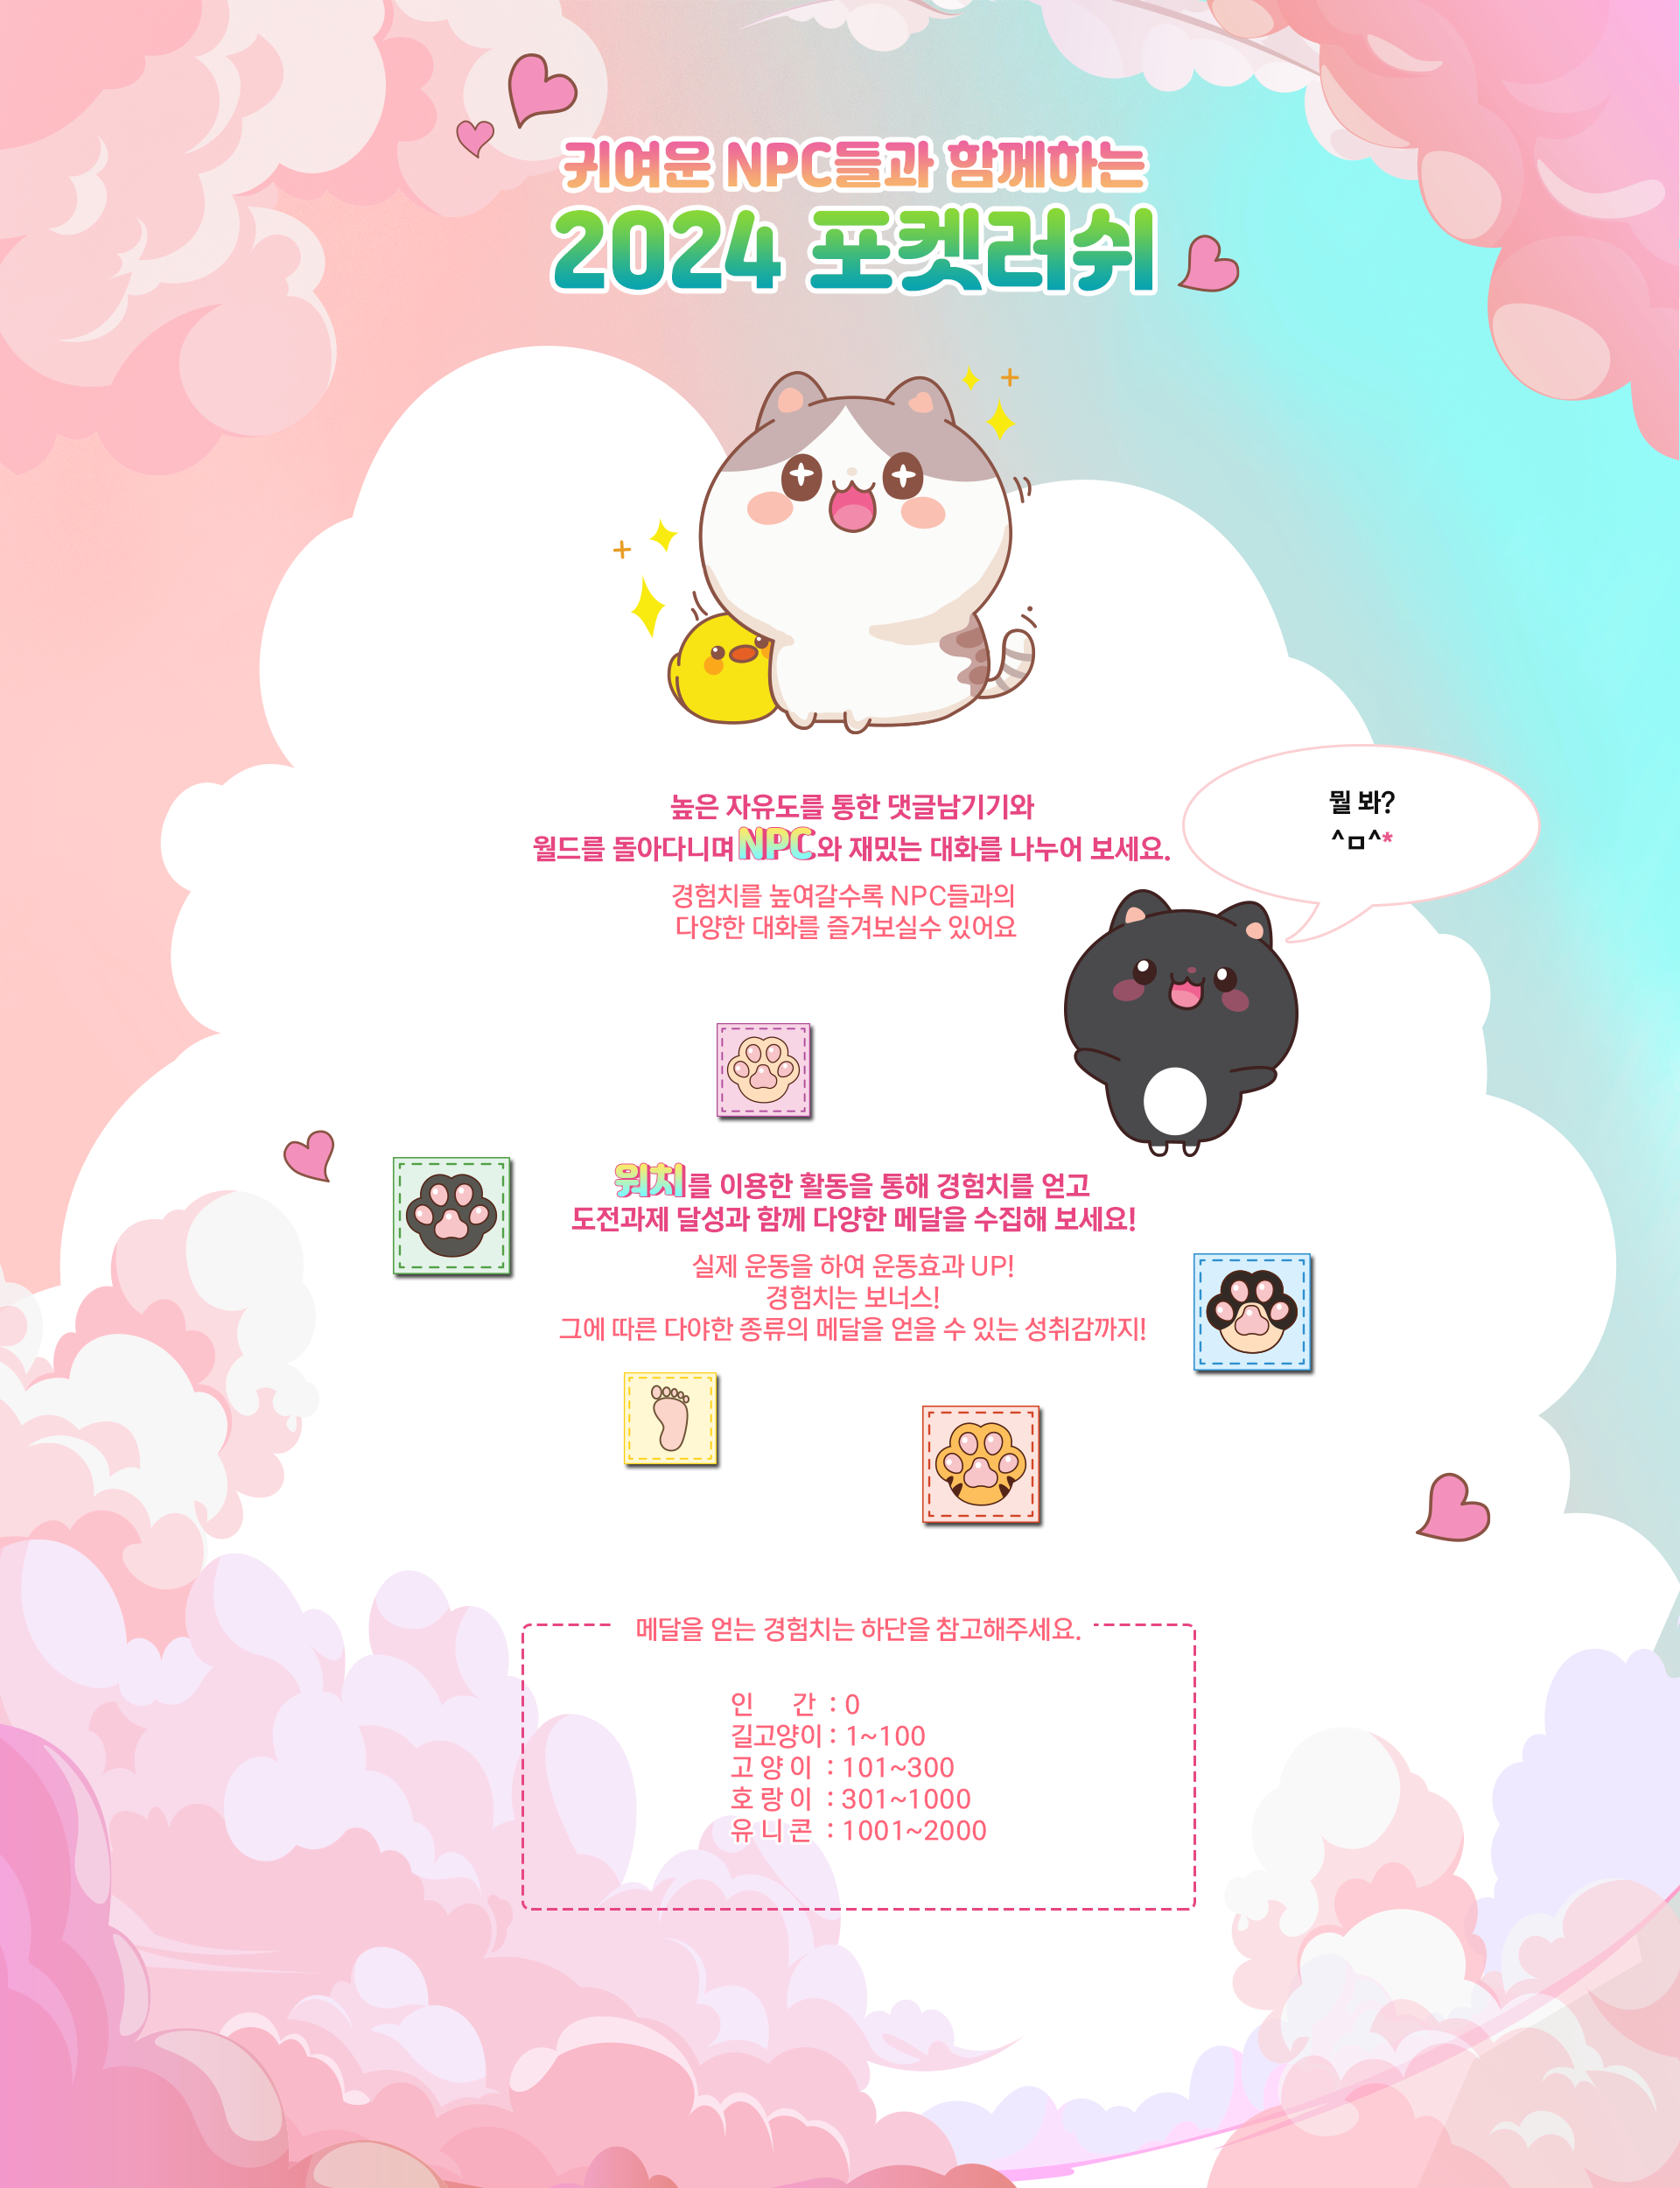 귀여운 NPC들과 함께하는
2024 포켓러쉬
높은 자유도를 통한 댓글남기기와
월드를 돌아다니며 NPC와 재밌는 대화를 나누어 보세요.
경험치를 높여갈수록 NPC들과의
다양한 대화를 즐겨보실수 있어요
뭘 봐?
^ㅁ^*
워치를 이용한 활동을 통해 경험치를 얻고
도전과제 달성과 함께 다양한 메달을 수집해 보세요!
실제 운동을 하여 운동효과 UP!
경험치는 보너스!
그에 따른 다야한 종류의 메달을 얻을 수 있는 성취감까지!
메달을 얻는 경험치는 하단을 참고해주세요.
인 간 : 0
길고양이 : 1~100
고 양 이 : 101~300
호 랑 이 : 301~1000
유 니 콘 : 1001~2000